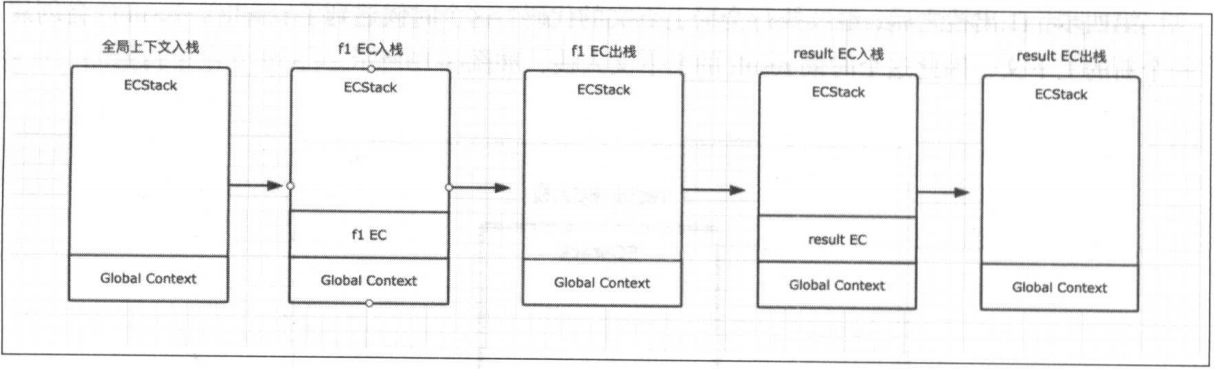 全局上下文入栈
ECStack
Global Context
f1 EC入栈
ECStack
f1 EC
Global Context
f1 EC出栈
ECStack
Global Context
result EC入栈
ECStack
result EC
Global Context
result EC出栈
ECStack
Global Context